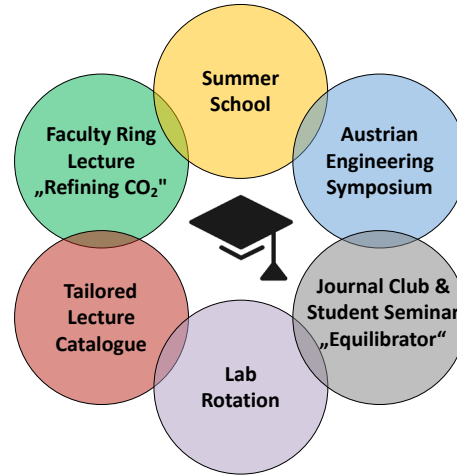 Summer
School
Faculty Ring
Lecture
„Refining CO₂"
Austrian
Engineering
Symposium
Tailored
Lecture
Catalogue
Journal Club &
Student Seminar
„Equilibrator“
Lab
Rotation